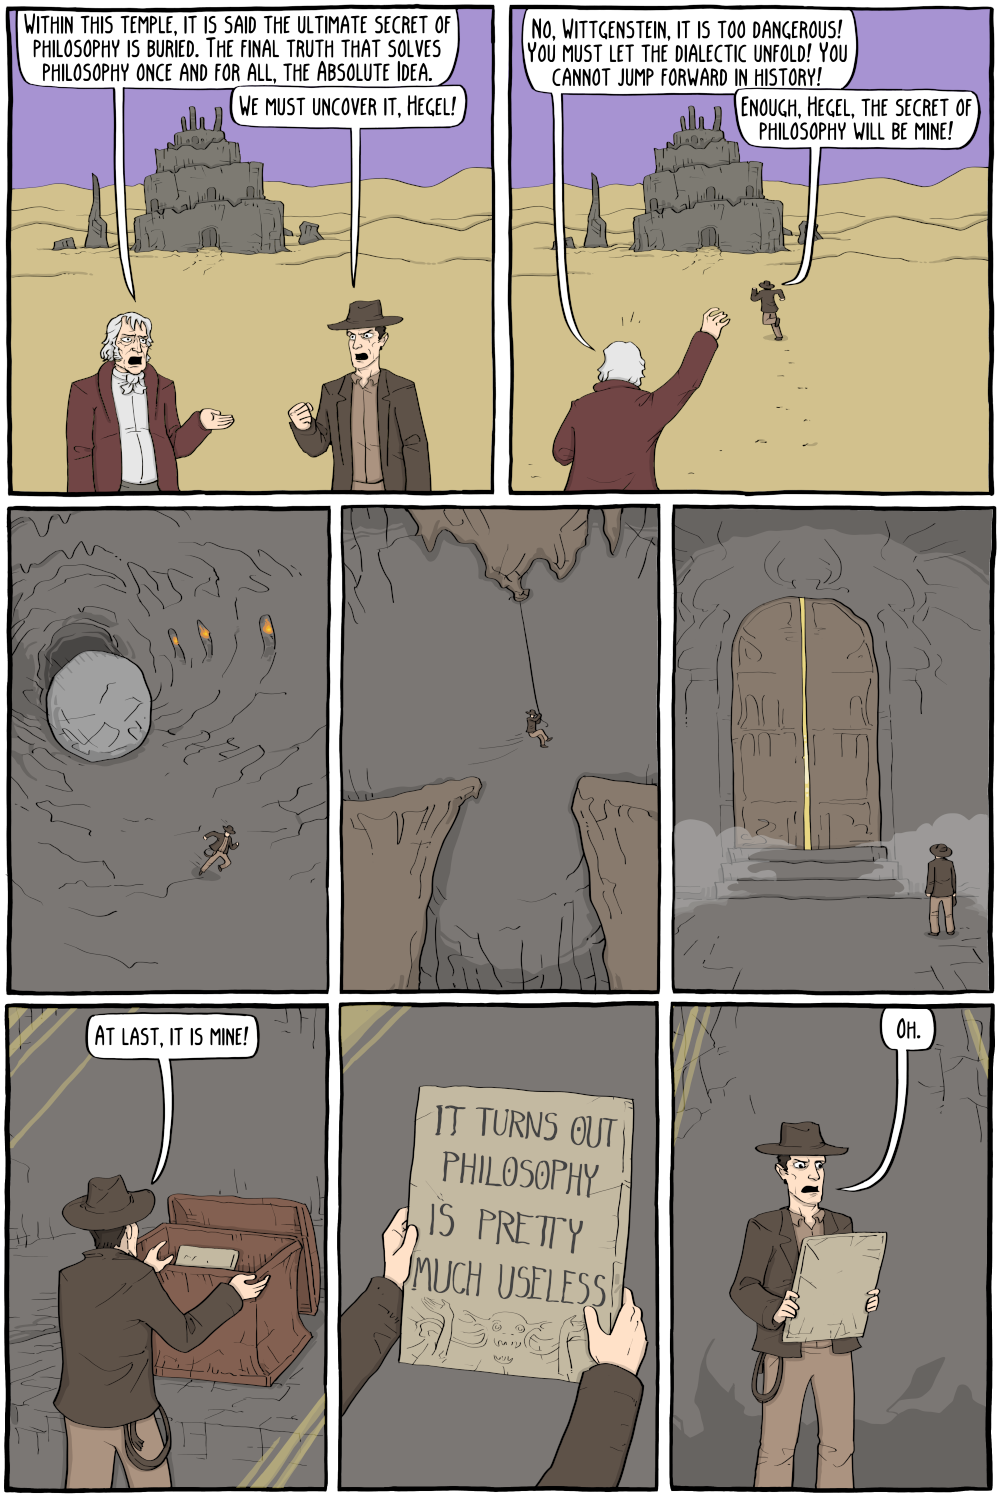 Within this temple, it is said the ultimate secret of
philosophy is buried. The final truth that solves
philosophy once and for all, the Absolute Idea.
We must uncover it, Hegel!
No, Wittgenstein, it is too dangerous!
You must let the dialectic unfold! You
cannot jump forward in history!
Enough, Hegel, the secret of
philosophy will be mine!
At last, it is mine!
IT TURNS OUT
PHILOSOPHY
IS PRETTY
MUCH USELESS
Oh.